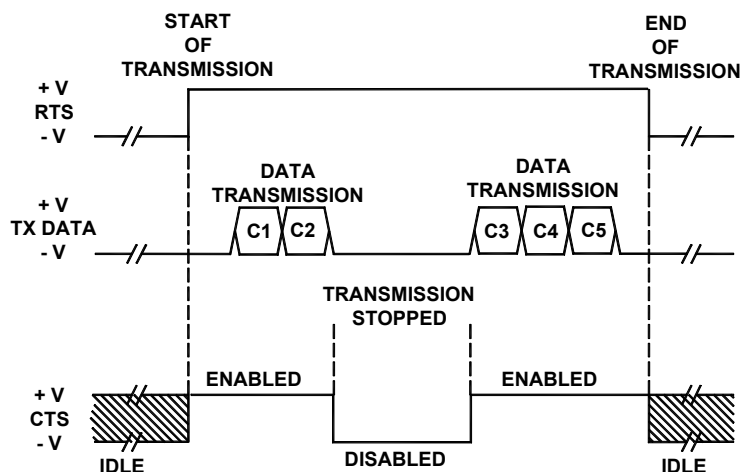 START
OF
TRANSMISSION
END
OF
TRANSMISSION
+ V
RTS
- V
DATA
TRANSMISSION
DATA
TRANSMISSION
+ V
TX DATA
- V
C1 C2 C3 C4 C5
TRANSMISSION
STOPPED
ENABLED ENABLED
+ V
CTS
- V
IDLE DISABLED IDLE